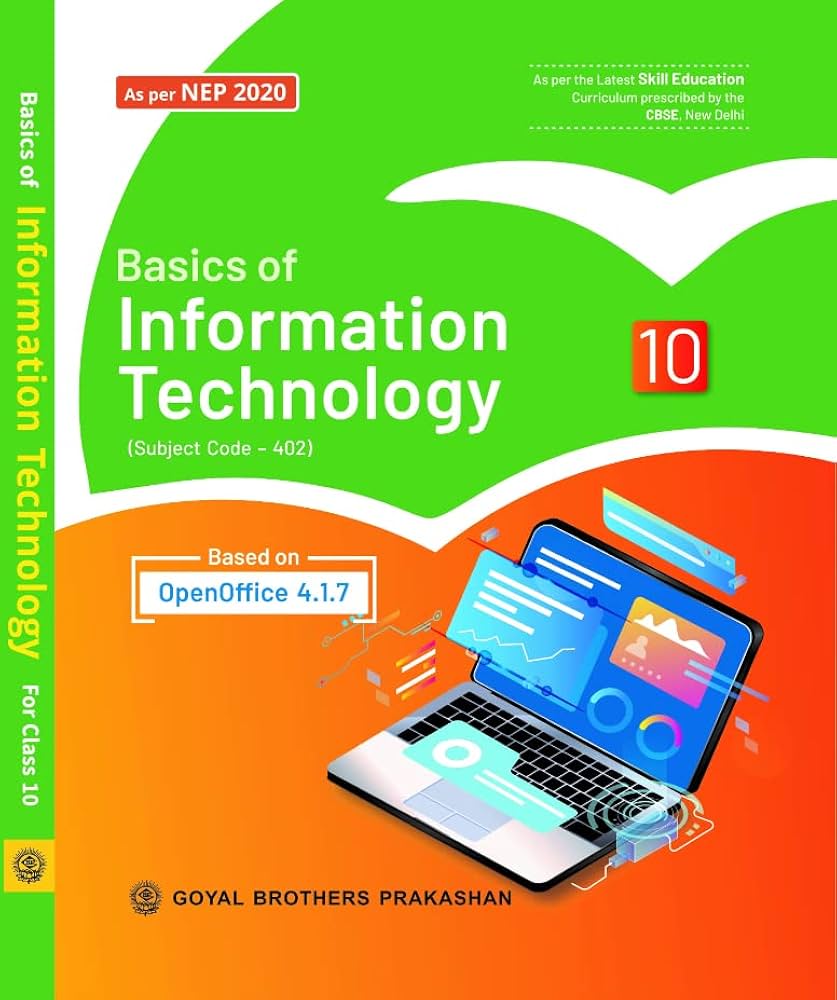 Basics of Information Technology For Class 10
As per NEP 2020
As per the Latest Skill Education
Curriculum prescribed by the
CBSE, New Delhi
Basics of
Information
Technology
(Subject Code – 402)
10
Based on
OpenOffice 4.1.7
GOYAL BROTHERS PRAKASHAN